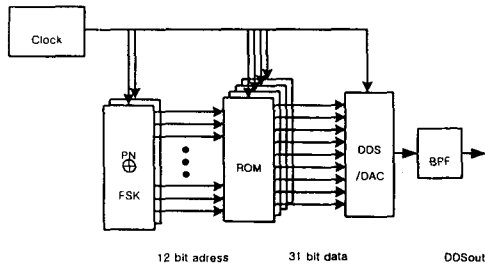 Clock
PN
FSK
ROM
DDS
/DAC
BPF
12 bit adress
31 bit data
DDSout